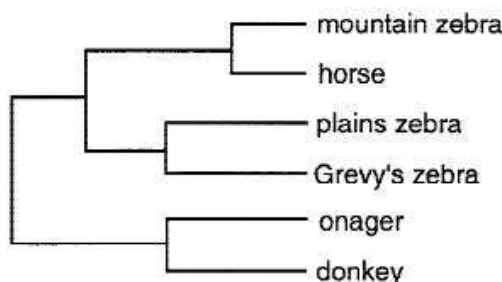 mountain zebra
horse
plains zebra
Grevy's zebra
onager
donkey